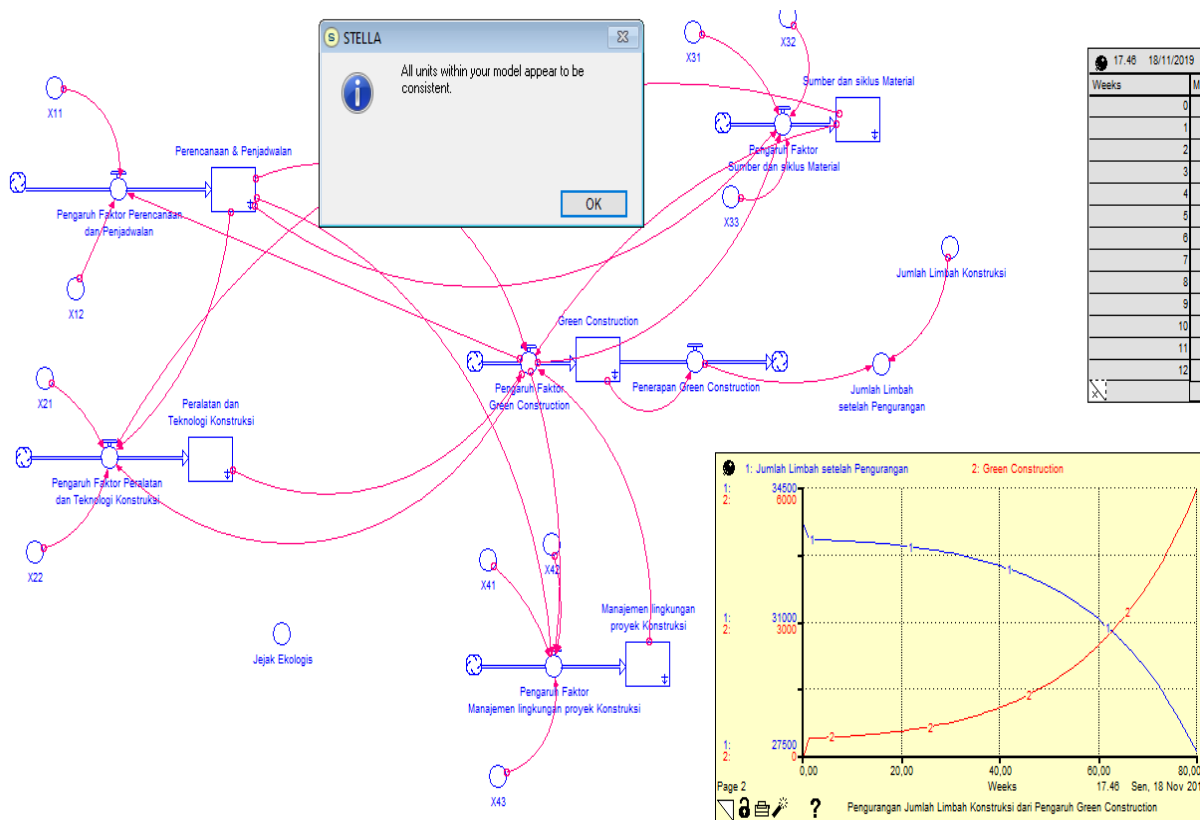 STELLA
All units within your model appear to be
consistent.
OK
X11
Perencanaan & Penjadwalan
Pengaruh Faktor Perencanaan
dan Penjadwalan
X12
X31
X32
Sumber dan siklus Material
Pengaruh Faktor
Sumber dan siklus Material
X33
17.46 18/11/2019
Weeks
0
1
2
3
4
5
6
7
8
9
10
11
12
Jumlah Limbah Konstruksi
Green Construction
Pengaruh Faktor
Green Construction
Penerapan Green Construction
Jumlah Limbah
setelah Pengurangan
X21
Peralatan dan
Teknologi Konstruksi
Pengaruh Faktor Peralatan
dan Teknologi Konstruksi
X22
Jejak Ekologis
X41
X42
Manajemen lingkungan
proyek Konstruksi
Pengaruh Faktor
Manajemen lingkungan proyek Konstruksi
X43
1: Jumlah Limbah setelah Pengurangan 2: Green Construction
1: 34500
2: 6000
1: 31000
2: 3000
1: 27500
2: 0
0,00 20,00 40,00 60,00 80,00
Page 2 Weeks 17.46 Sen, 18 Nov 201
? Pengurangan Jumlah Limbah Konstruksi dari Pengaruh Green Construction